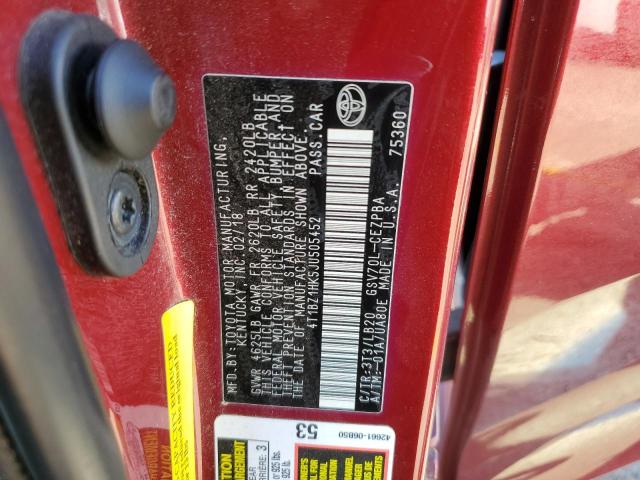 MFD.BY:TOYOTA MOTOR MANUFACTURING,
KENTUCKY, INC. 02/18
GVWR 4625LB GAWR FR 2620LB RR 2420LB
THIS VEHICLE CONFORMS TO ALL APPLICABLE
FEDERAL MOTOR VEHICLE SAFETY, BUMPER AND
THEFT PREVENTION STANDARDS IN EFFECT ON
THE DATE OF MANUFACTURE SHOWN ABOVE.
4T1BZ1HK5JU505452 PASS.CAR
C/TR:3T3/LB20 GSV70L-CEZPBA
A/TM:-01A/UA80E MADE IN U.S.A. 75360
53
42661-06B50